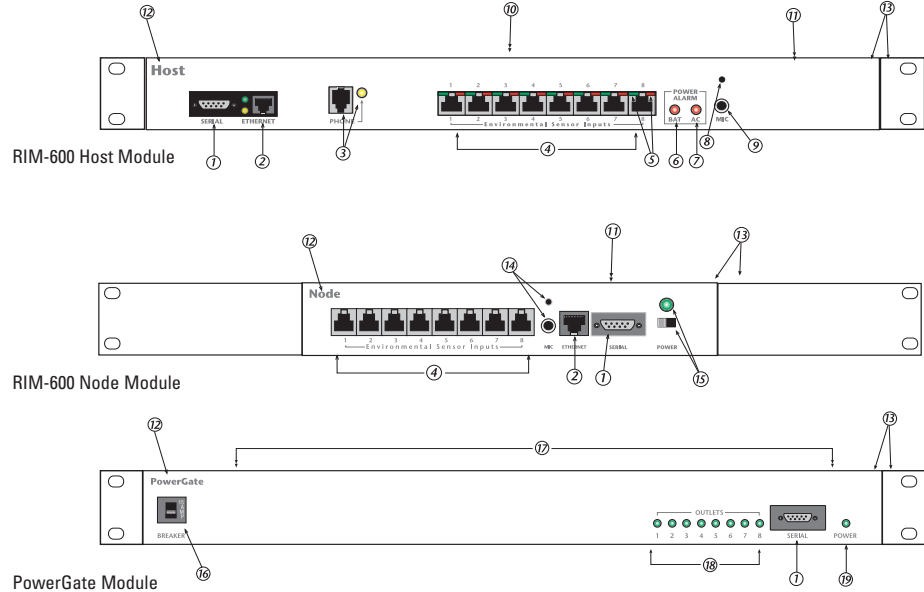 ⑫ ⑩ ⑪ ⑬
Host
1 2 3 4 5 6 7 8
POWER ALARM
BAT AC
MIC
SERIAL ETHERNET
PHONE
1 2 3 4 5 6 7 8
Environmental Sensor Inputs
① ② ③ ④ ⑤ ⑥ ⑦ ⑧ ⑨
RIM-600 Host Module
⑫ ⑭ ⑪ ⑬
Node
1 2 3 4 5 6 7 8
Environmental Sensor Inputs
MIC ETHERNET SERIAL POWER
④ ② ① ⑮
RIM-600 Node Module
⑫ ⑰ ⑬
PowerGate
BREAKER
OUTLETS
1 2 3 4 5 6 7 8
SERIAL POWER
⑯ ⑱ ① ⑲
PowerGate Module